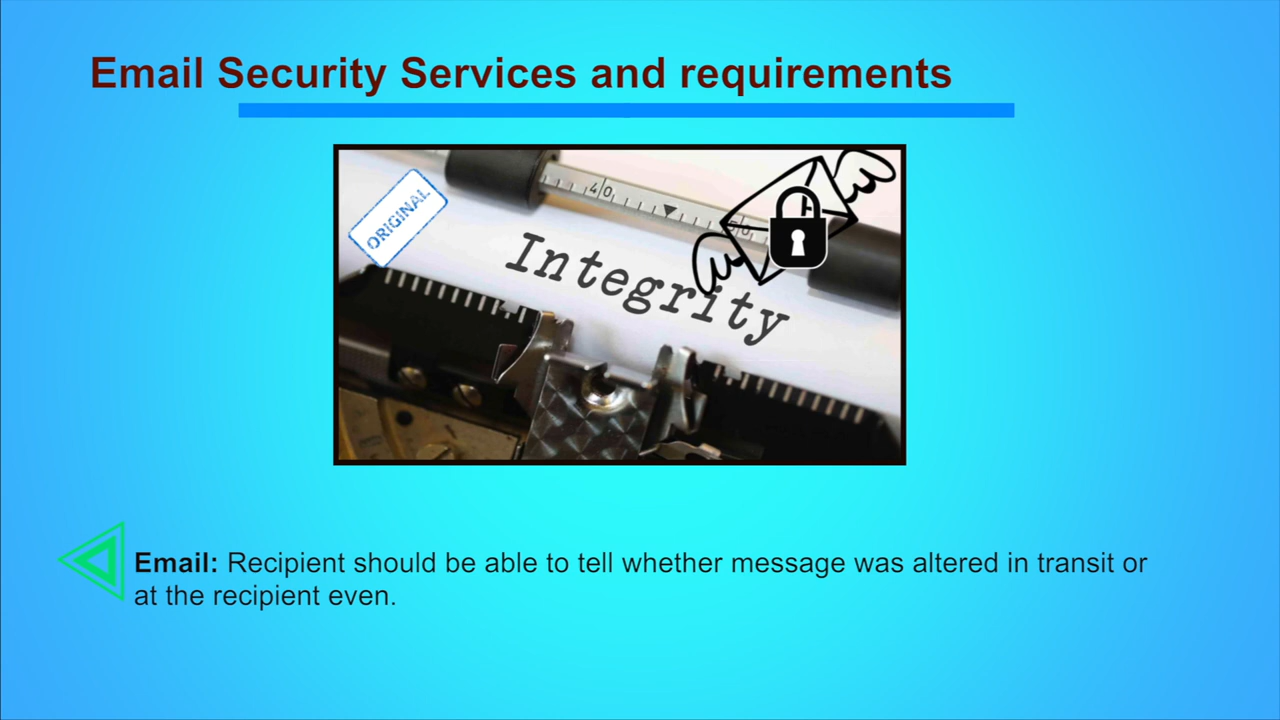 Email Security Services and requirements
ORIGINAL
40
50
Integrity
Email: Recipient should be able to tell whether message was altered in transit or
at the recipient even.